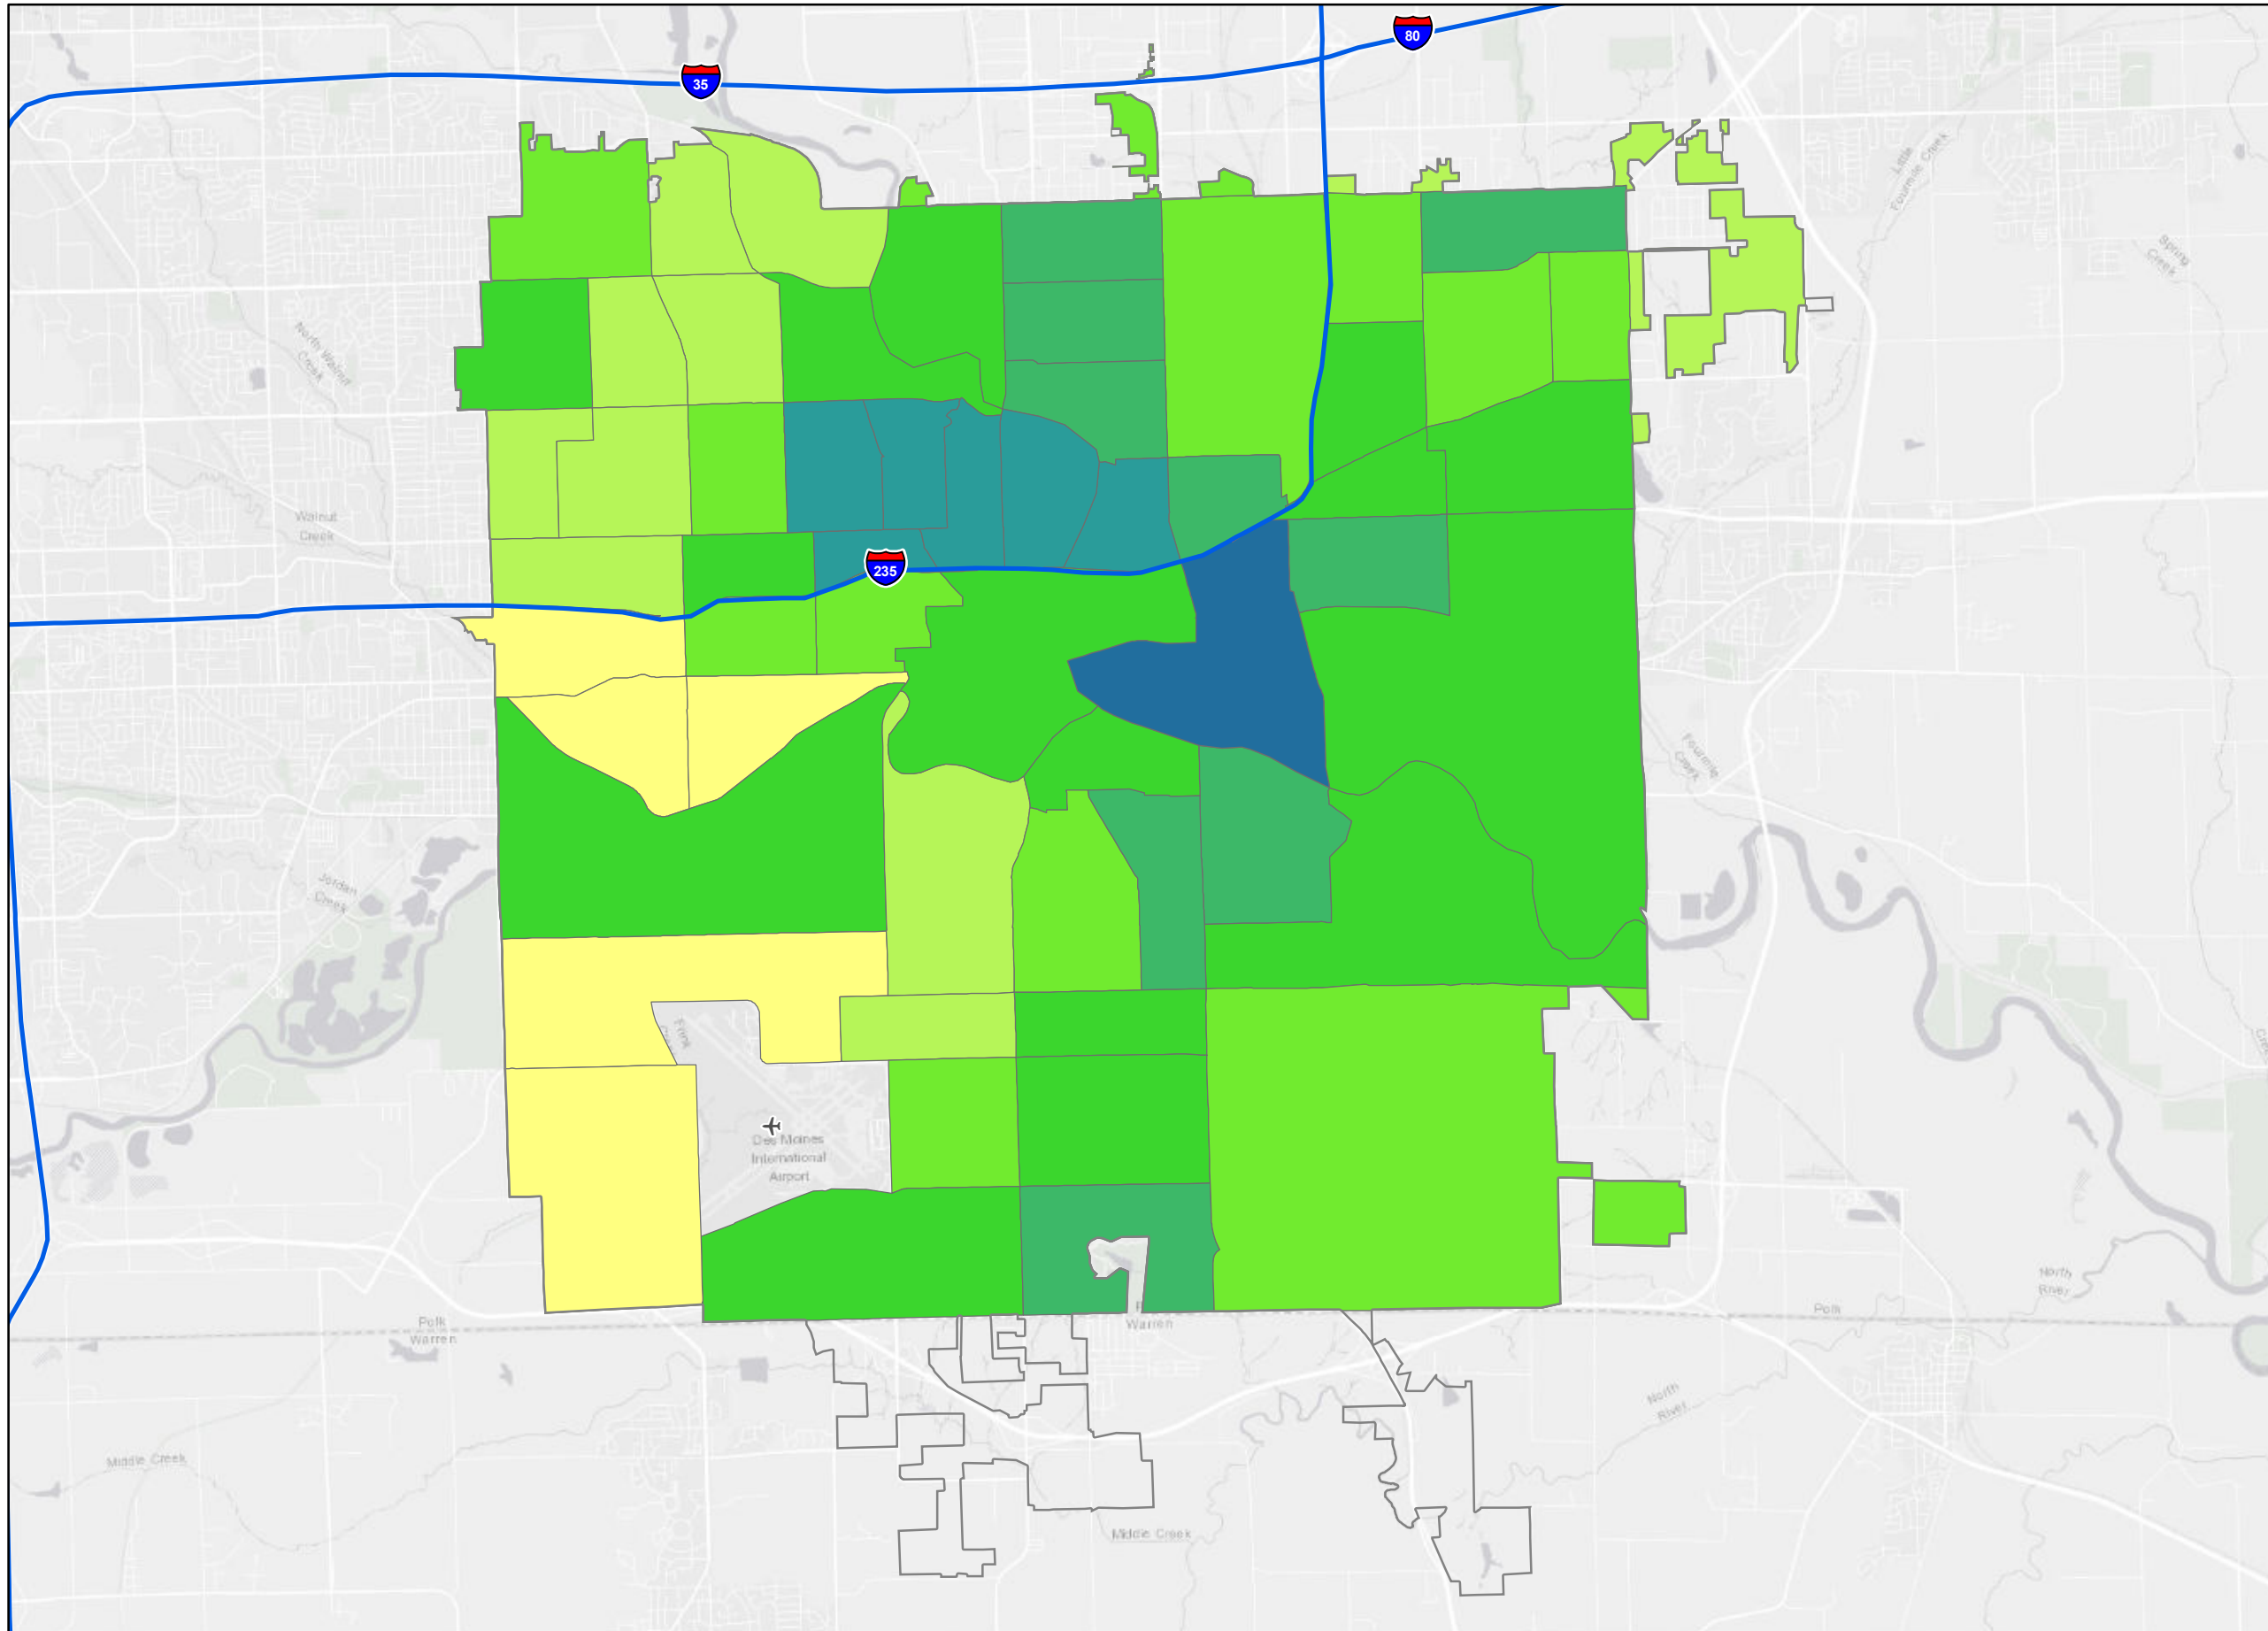 80
35
Little
Fourmile Creek
Spring
Creek
North Walnut
Creek
Walnut
Creek
235
Fourmile
Creek
Jordan
Creek
Frink
Des Moines
International
Airport
North
River
Polk
Warren
Polk
Warren
North
River
Middle Creek
Middle Creek